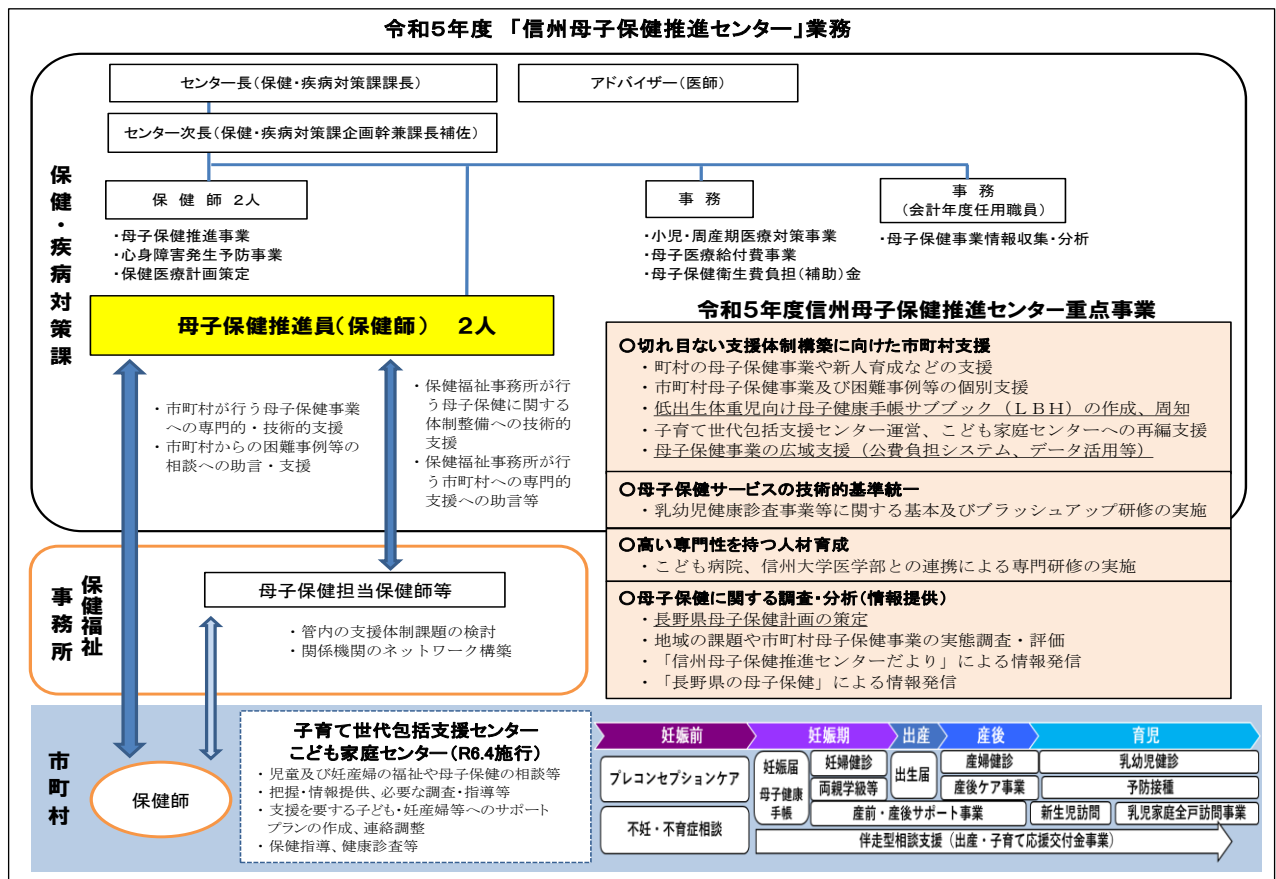 令和５年度　「信州母子保健推進センター」業務
保健・疾病対策課
センター長（保健・疾病対策課課長）
アドバイザー（医師）
センター次長（保健・疾病対策課企画幹兼課長補佐）
保 健 師 ２人
・母子保健推進事業
・心身障害発生予防事業
・保健医療計画策定
事 務
・小児・周産期医療対策事業
・母子医療給付費事業
・母子保健衛生費負担（補助）金
事 務
（会計年度任用職員）
・母子保健事業情報収集・分析
母子保健推進員（保健師）　２人
・市町村が行う母子保健事業
への専門的・技術的支援
・市町村からの困難事例等の
相談への助言・支援
・保健福祉事務所が行
う母子保健に関する
体制整備への技術的
支援
・保健福祉事務所が行
う市町村への専門的
支援への助言等
令和５年度信州母子保健推進センター重点事業
○切れ目ない支援体制構築に向けた市町村支援
・町村の母子保健事業や新人育成などの支援
・市町村母子保健事業及び困難事例等の個別支援
・低出生体重児向け母子健康手帳サブブック（ＬＢＨ）の作成、周知
・子育て世代包括支援センター運営、こども家庭センターへの再編支援
・母子保健事業の広域支援（公費負担システム、データ活用等）
○母子保健サービスの技術的基準統一
・乳幼児健康診査事業等に関する基本及びブラッシュアップ研修の実施
○高い専門性を持つ人材育成
・こども病院、信州大学医学部との連携による専門研修の実施
○母子保健に関する調査・分析（情報提供）
・長野県母子保健計画の策定
・地域の課題や市町村母子保健事業の実態調査・評価
・「信州母子保健推進センターだより」による情報発信
・「長野県の母子保健」による情報発信
保健福祉
事務所
母子保健担当保健師等
・管内の支援体制課題の検討
・関係機関のネットワーク構築
市町村
保健師
子育て世代包括支援センター
こども家庭センター（R6.4施行）
・児童及び妊産婦の福祉や母子保健の相談等
・把握・情報提供、必要な調査・指導等
・支援を要する子ども・妊産婦等へのサポート
プランの作成、連絡調整
・保健指導、健康診査等
妊娠前
妊娠期
出産
産後
育児
プレコンセプションケア
不妊・不育症相談
妊娠届
母子健康
手帳
妊婦健診
両親学級等
出生届
産婦健診
産後ケア事業
乳幼児健診
予防接種
産前・産後サポート事業
新生児訪問
乳児家庭全戸訪問事業
伴走型相談支援（出産・子育て応援交付金事業）